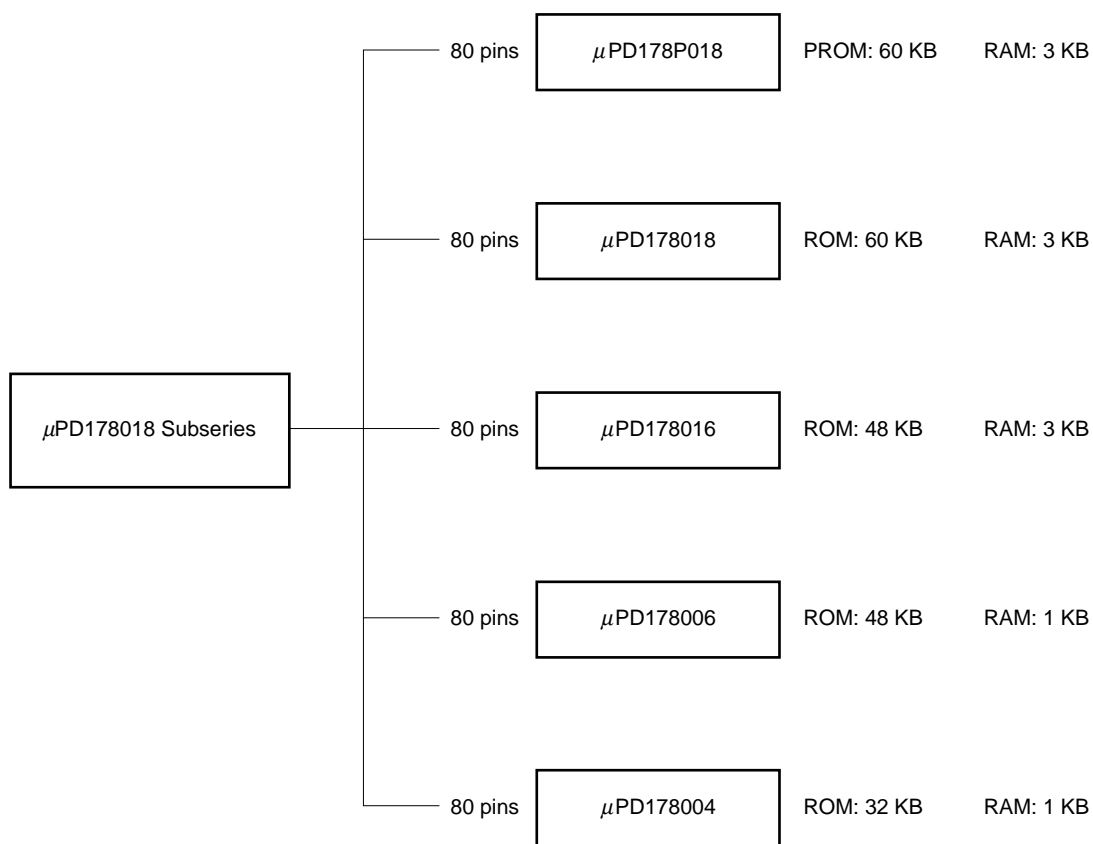 80 pins μPD178P018 PROM: 60 KB RAM: 3 KB
80 pins μPD178018 ROM: 60 KB RAM: 3 KB
μPD178018 Subseries 80 pins μPD178016 ROM: 48 KB RAM: 3 KB
80 pins μPD178006 ROM: 48 KB RAM: 1 KB
80 pins μPD178004 ROM: 32 KB RAM: 1 KB